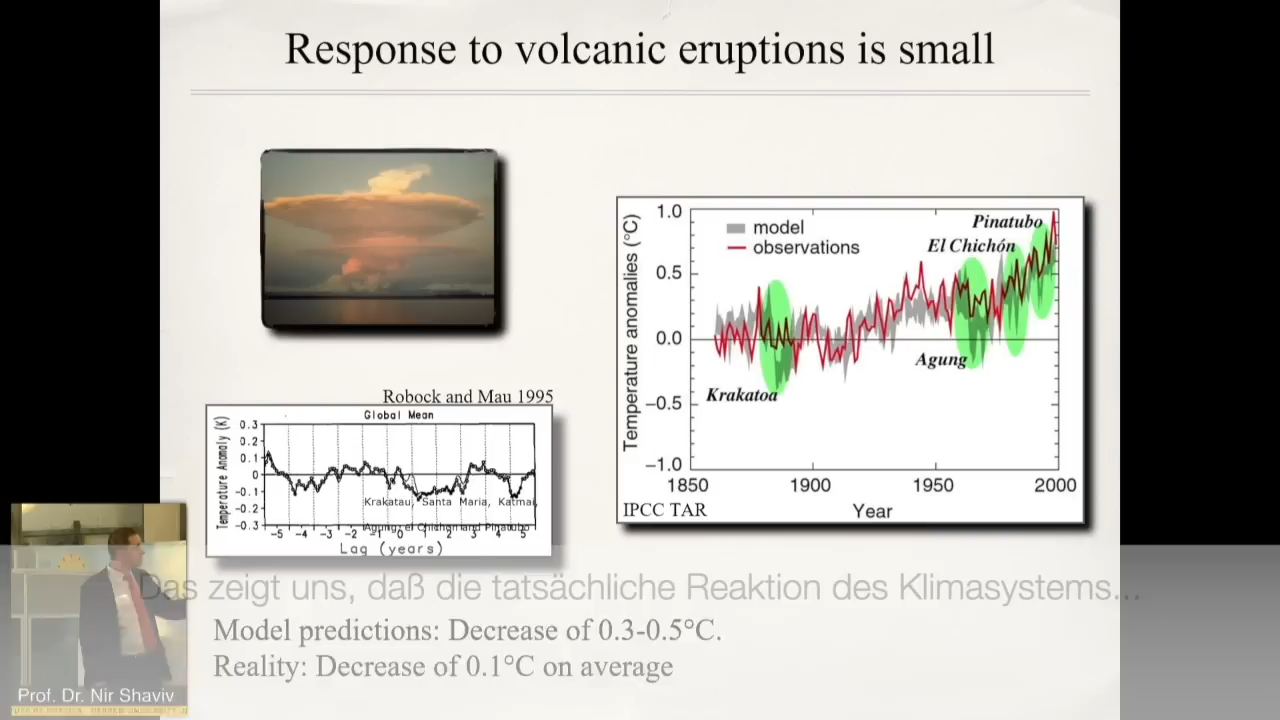 Response to volcanic eruptions is small
1.0
0.5
0.0
−0.5
−1.0
Temperature anomalies (°C)
model
observations
Pinatubo
El Chichón
Agung
Krakatoa
1850 1900 1950 2000
IPCC TAR
Year
Robock and Mau 1995
Global Mean
Temperature Anomaly (K)
0.3
0.2
0.1
0
-0.1
-0.2
-0.3
Krakatau, Santa Maria, Katmai,
Agung, el Chichon and Pinatubo
-5 -4 -3 -2 -1 0 1 2 3 4 5
Lag (years)
Das zeigt uns, daß die tatsächliche Reaktion des Klimasystems...
Model predictions: Decrease of 0.3-0.5°C.
Reality: Decrease of 0.1°C on average
Prof. Dr. Nir Shaviv